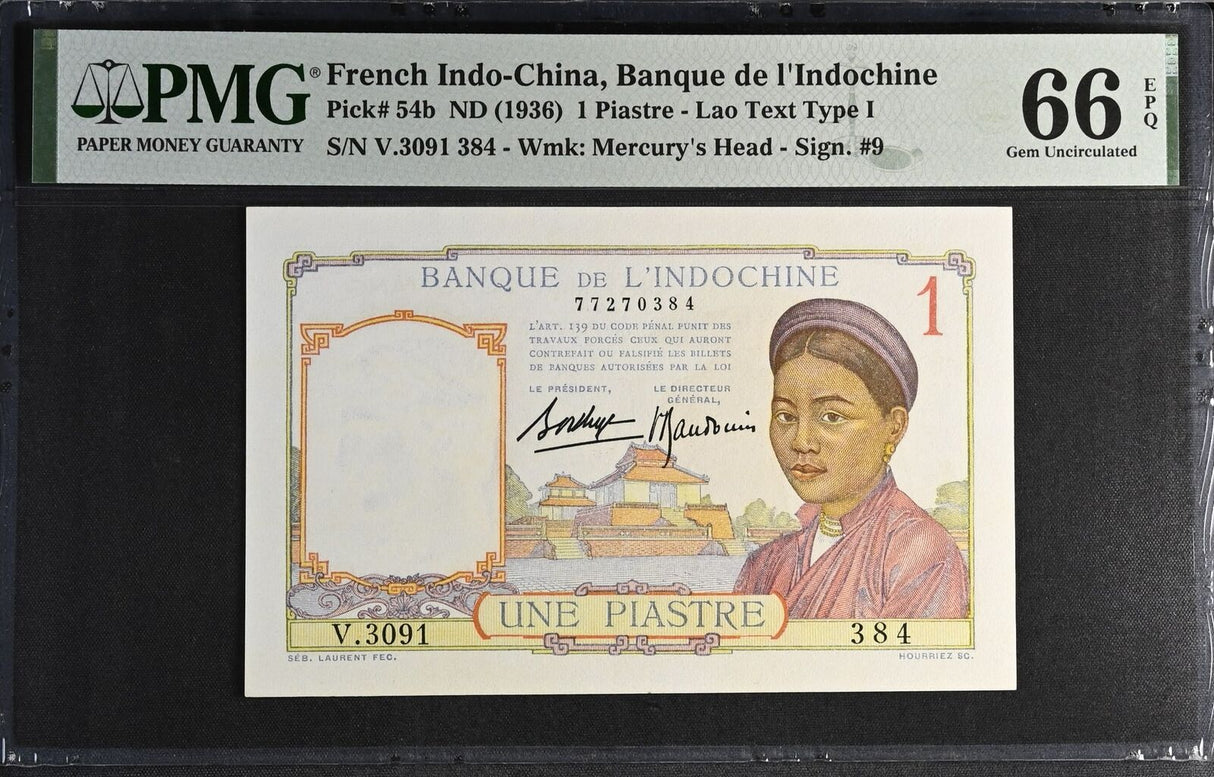 PMG®
PAPER MONEY GUARANTY
French Indo-China, Banque de l'Indochine
Pick# 54b ND (1936) 1 Piastre - Lao Text Type I
S/N V.3091 384 - Wmk: Mercury's Head - Sign. #9
66 EPQ
Gem Uncirculated
BANQUE DE L'INDOCHINE
77270384
1
L'ART. 139 DU CODE PÉNAL PUNIT DES
TRAVAUX FORCÉS CEUX QUI AURONT
CONTREFAIT OU FALSIFIÉ LES BILLETS
DE BANQUES AUTORISÉES PAR LA LOI
LE PRÉSIDENT,
LE DIRECTEUR
GÉNÉRAL,
UNE PIASTRE
V.3091
384
SÉB. LAURENT FEC.
HOURRIEZ SC.